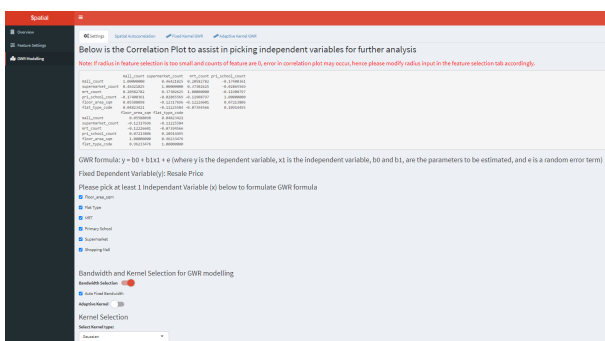 $patial
Overview
Feature Settings
GWR Modelling
Settings
Spatial Autocorrelation
Fixed Kernel GWR
Adaptive Kernel GWR
Below is the Correlation Plot to assist in picking independent variables for further analysis
Note: If radius in feature selection is too small and counts of feature are 0, error in correlation plot may occur, hence please modify radius input in the feature selection tab accordingly.
mall_count supermarket_count mrt_count pri_school_count
mall_count
supermarket_count
mrt_count
pri_school_count
floor_area_sqm
flat_type_code
floor_area_sqm flat_type_code
mall_count
supermarket_count
mrt_count
pri_school_count
floor_area_sqm
flat_type_code
GWR formula: y = b0 + b1x1 + e (where y is the dependent variable, x1 is the independent variable, b0 and b1, are the parameters to be estimated, and e is a random error term)
Fixed Dependent Variable(y): Resale Price
Please pick at least 1 Independant Variable (x) below to formulate GWR formula
Floor_area_sqm
Flat Type
MRT
Primary School
Supermarket
Shopping Mall
Bandwidth and Kernel Selection for GWR modelling
Bandwidth Selection
Auto Fixed Bandwidth
Adaptive Kernel
Kernel Selection
Select Kernel type:
Gaussian